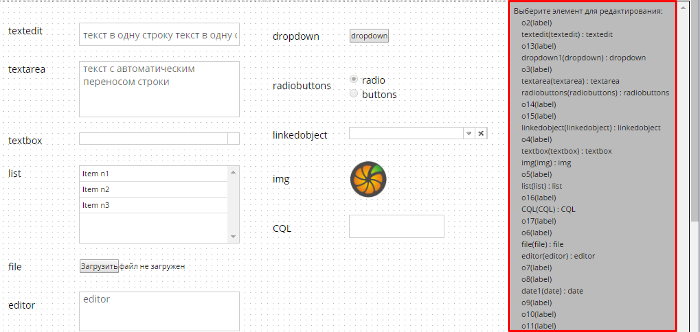 textedit
текст в одну строку текст в одну с
dropdown
dropdown
textarea
текст с автоматическим
переносом строки
radiobuttons
radio
buttons
textbox
linkedobject
list
Item n1
Item n2
Item n3
img
CQL
file
Загрузить файл не загружен
editor
editor
Выберите элемент для редактирования:
o2(label)
textedit(textedit) : textedit
o13(label)
dropdown1(dropdown) : dropdown
o3(label)
textarea(textarea) : textarea
radiobuttons(radiobuttons) : radiobuttons
o14(label)
o15(label)
linkedobject(linkedobject) : linkedobject
o4(label)
textbox(textbox) : textbox
img(img) : img
o5(label)
list(list) : list
o16(label)
CQL(CQL) : CQL
o17(label)
o6(label)
file(file) : file
editor(editor) : editor
o7(label)
o8(label)
date1(date) : date
o9(label)
o10(label)
o11(label)